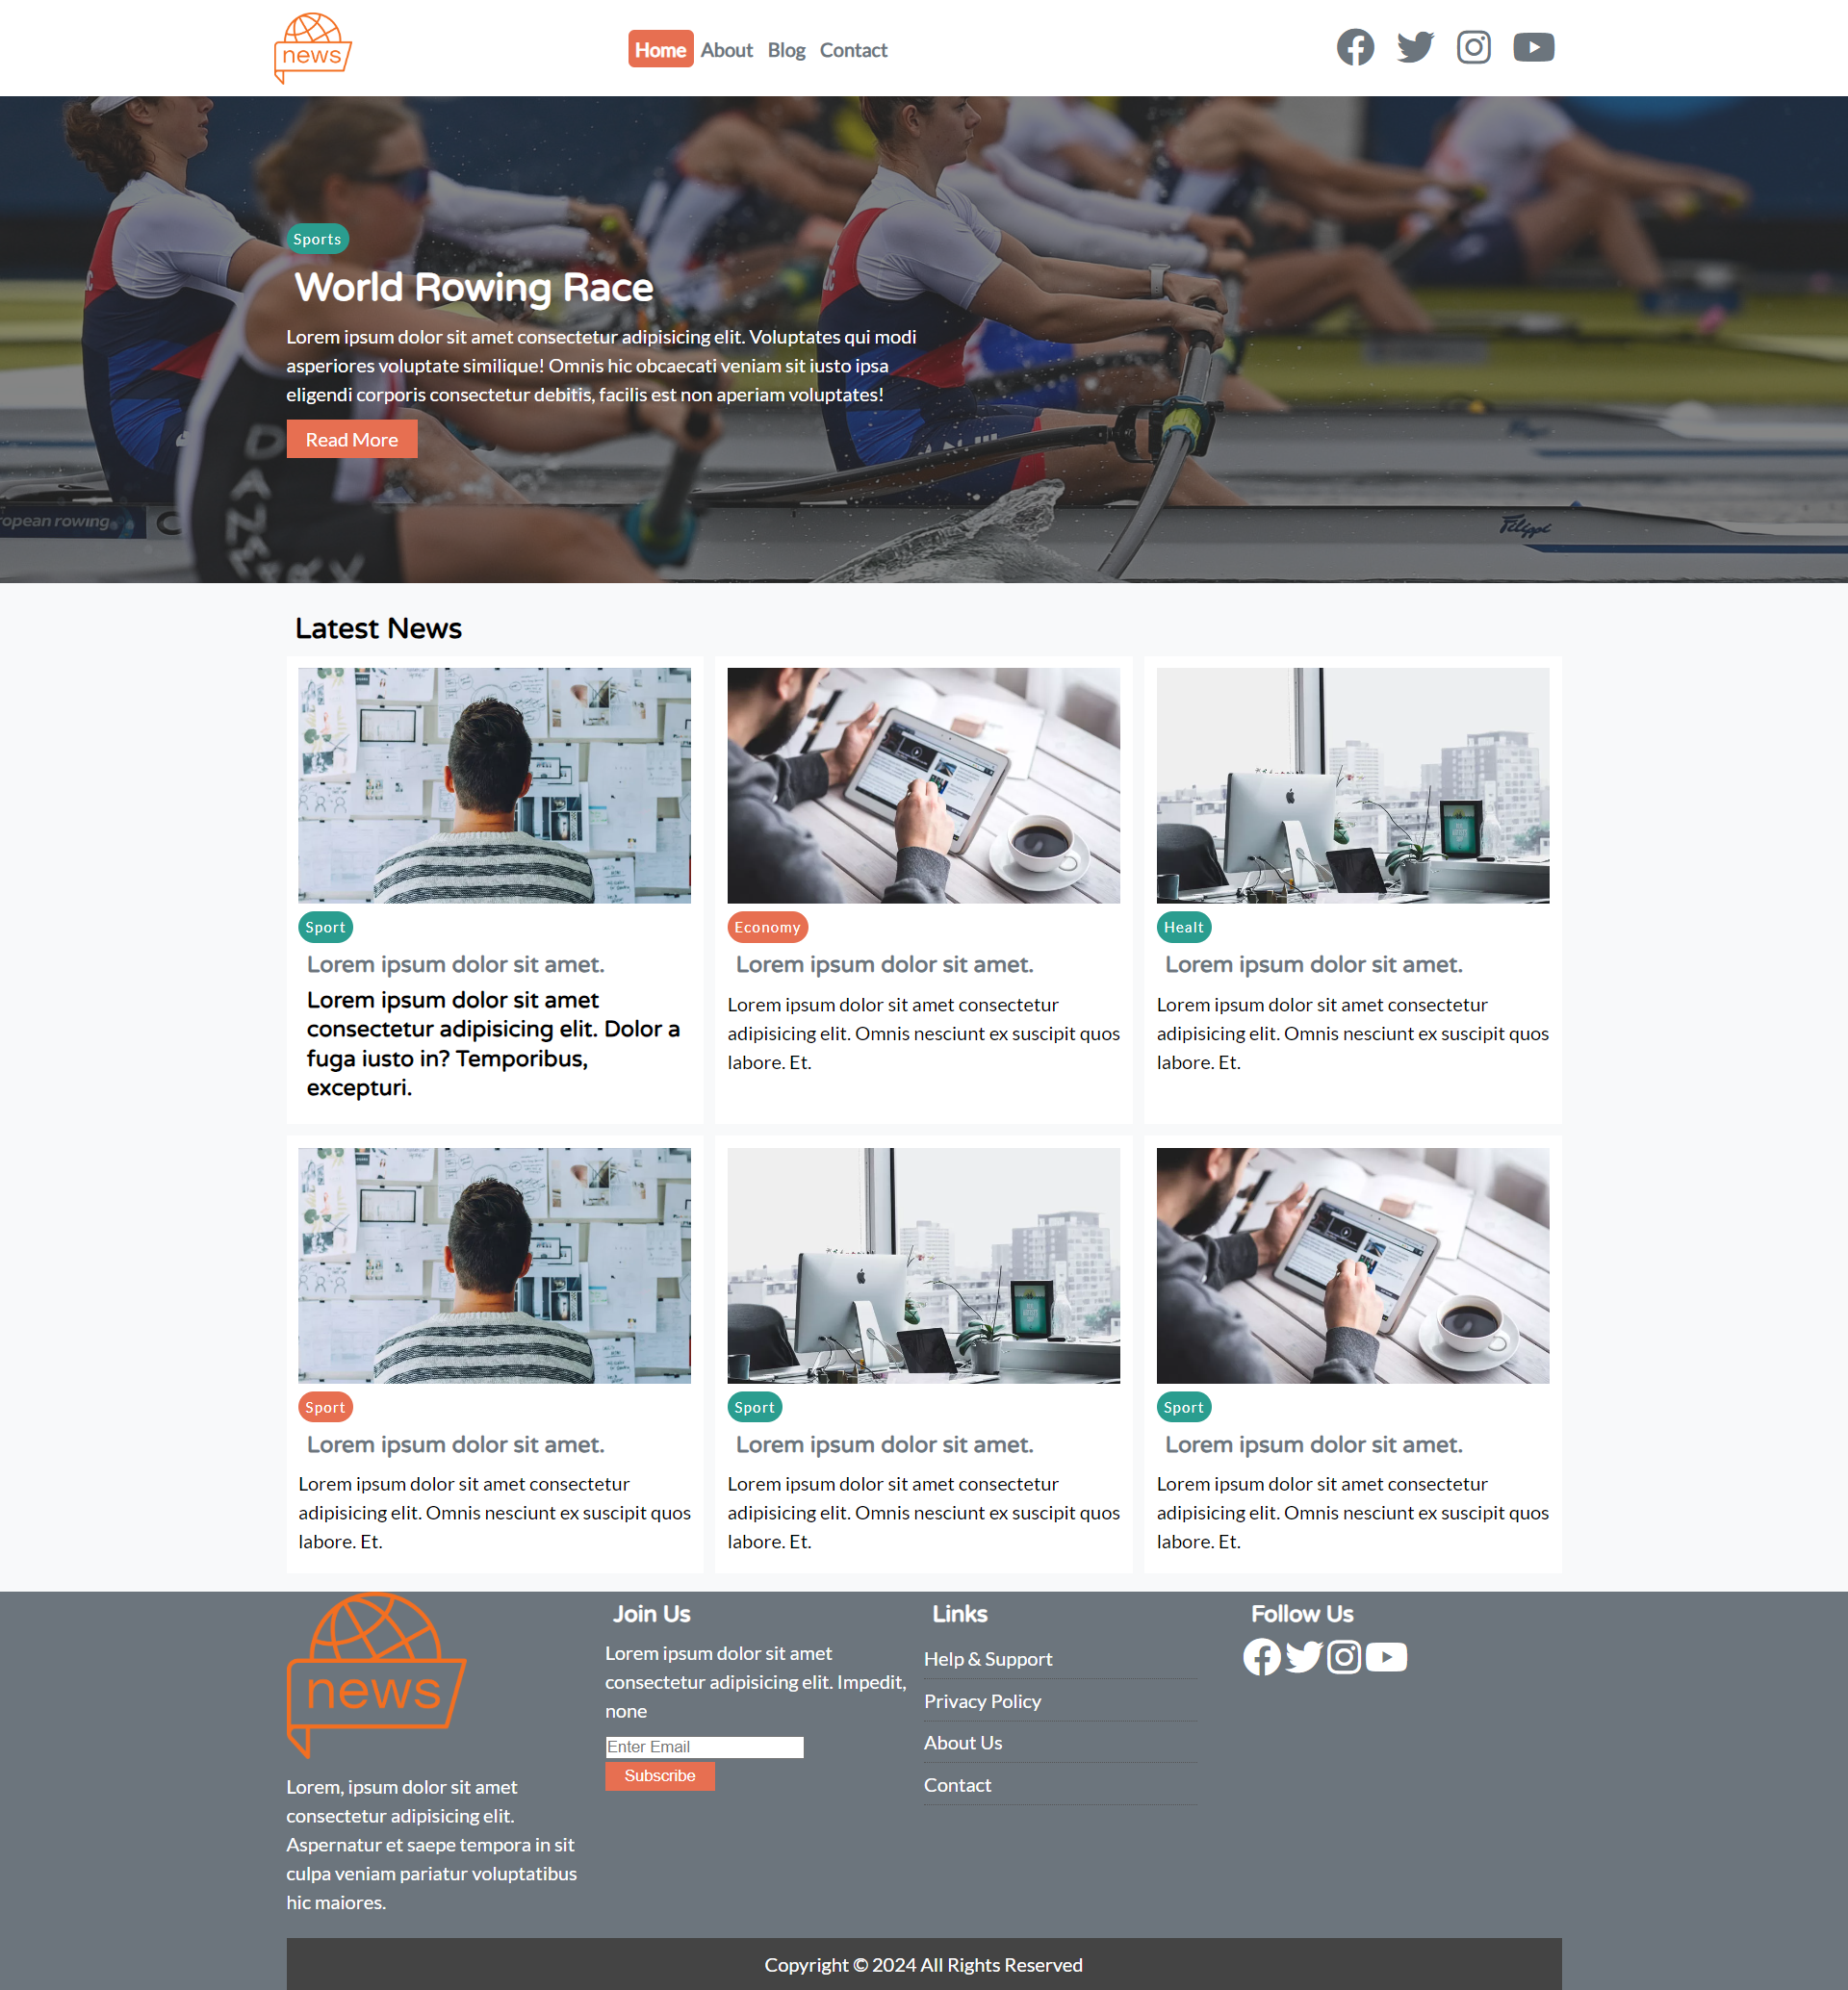 news
Home About Blog Contact
Sports
World Rowing Race
Lorem ipsum dolor sit amet consectetur adipisicing elit. Voluptates qui modi
asperiores voluptate similique! Omnis hic obcaecati veniam sit iusto ipsa
eligendi corporis consectetur debitis, facilis est non aperiam voluptates!
Read More
DANMARK
opean rowing
Filippi
Latest News
Sport
Lorem ipsum dolor sit amet.
Lorem ipsum dolor sit amet
consectetur adipisicing elit. Dolor a
fuga iusto in? Temporibus,
excepturi.
Economy
Lorem ipsum dolor sit amet.
Lorem ipsum dolor sit amet consectetur
adipisicing elit. Omnis nesciunt ex suscipit quos
labore. Et.
Healt
Lorem ipsum dolor sit amet.
Lorem ipsum dolor sit amet consectetur
adipisicing elit. Omnis nesciunt ex suscipit quos
labore. Et.
Sport
Lorem ipsum dolor sit amet.
Lorem ipsum dolor sit amet consectetur
adipisicing elit. Omnis nesciunt ex suscipit quos
labore. Et.
Sport
Lorem ipsum dolor sit amet.
Lorem ipsum dolor sit amet consectetur
adipisicing elit. Omnis nesciunt ex suscipit quos
labore. Et.
Sport
Lorem ipsum dolor sit amet.
Lorem ipsum dolor sit amet consectetur
adipisicing elit. Omnis nesciunt ex suscipit quos
labore. Et.
news
Lorem, ipsum dolor sit amet
consectetur adipisicing elit.
Aspernatur et saepe tempora in sit
culpa veniam pariatur voluptatibus
hic maiores.
Join Us
Lorem ipsum dolor sit amet
consectetur adipisicing elit. Impedit,
none
Enter Email
Subscribe
Links
Help & Support
Privacy Policy
About Us
Contact
Follow Us
Copyright © 2024 All Rights Reserved